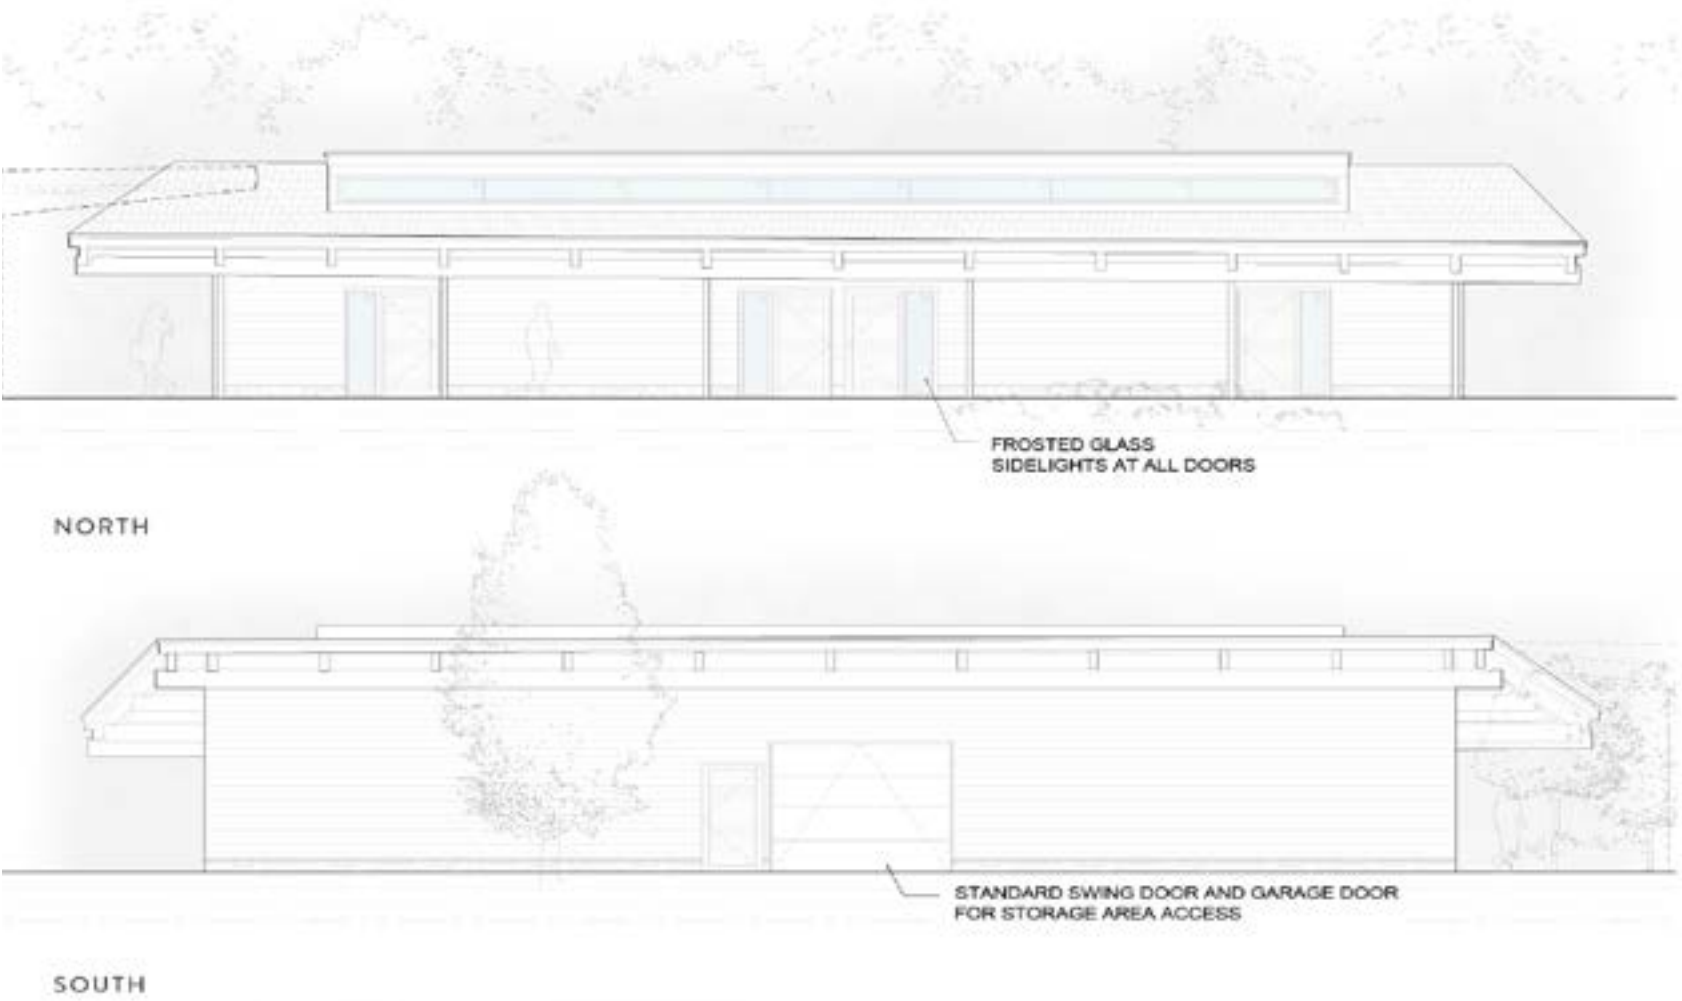 FROSTED GLASS
SIDELIGHTS AT ALL DOORS
NORTH
STANDARD SWING DOOR AND GARAGE DOOR
FOR STORAGE AREA ACCESS
SOUTH